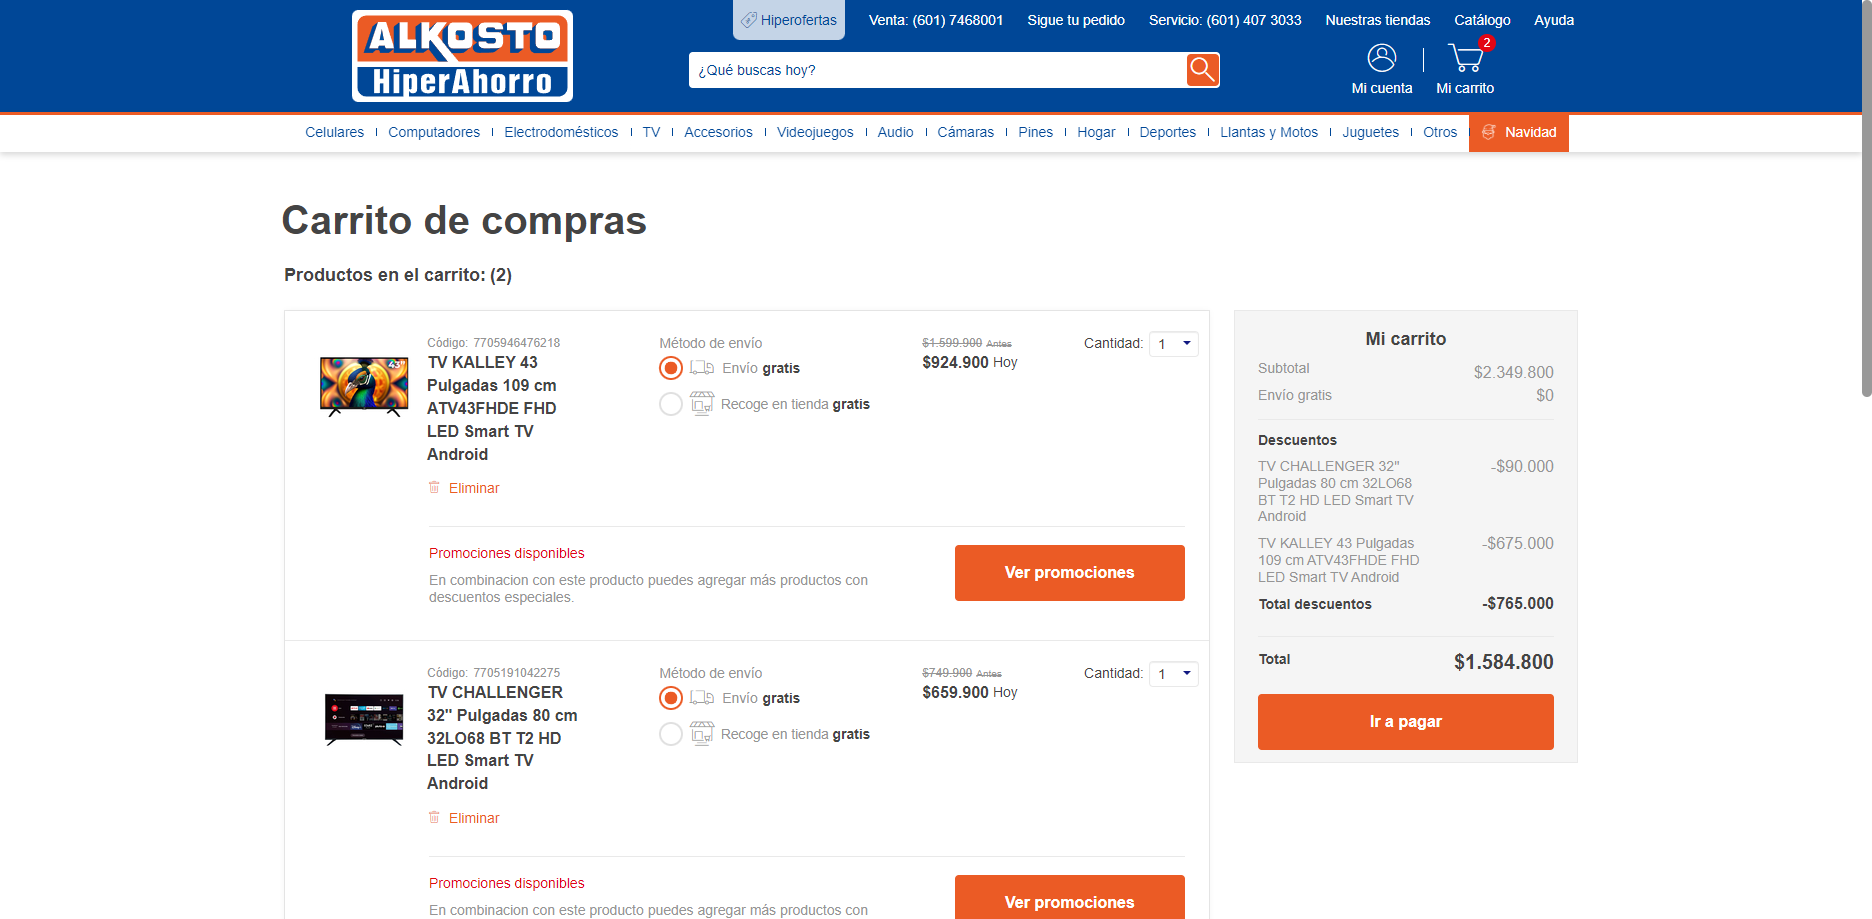 ALKOSTO
HiperAhorro
Hiperofertas
Venta: (601) 7468001
Sigue tu pedido
Servicio: (601) 407 3033
Nuestras tiendas
Catálogo
Ayuda
¿Qué buscas hoy?
Mi cuenta
2
Mi carrito
Celulares
Computadores
Electrodomésticos
TV
Accesorios
Videojuegos
Audio
Cámaras
Pines
Hogar
Deportes
Llantas y Motos
Juguetes
Otros
Navidad
Carrito de compras
Productos en el carrito: (2)
43"
Código: 7705946476218
TV KALLEY 43
Pulgadas 109 cm
ATV43FHDE FHD
LED Smart TV
Android
Eliminar
Método de envío
Envío gratis
Recoge en tienda gratis
$1.599.900 Antes
$924.900 Hoy
Cantidad: 1
Promociones disponibles
En combinacion con este producto puedes agregar más productos con
descuentos especiales.
Ver promociones
Código: 7705191042275
TV CHALLENGER
32" Pulgadas 80 cm
32LO68 BT T2 HD
LED Smart TV
Android
Eliminar
Método de envío
Envío gratis
Recoge en tienda gratis
$749.900 Antes
$659.900 Hoy
Cantidad: 1
Promociones disponibles
En combinacion con este producto puedes agregar más productos con
Ver promociones
Mi carrito
Subtotal $2.349.800
Envío gratis $0
Descuentos
TV CHALLENGER 32" -$90.000
Pulgadas 80 cm 32LO68
BT T2 HD LED Smart TV
Android
TV KALLEY 43 Pulgadas -$675.000
109 cm ATV43FHDE FHD
LED Smart TV Android
Total descuentos -$765.000
Total $1.584.800
Ir a pagar